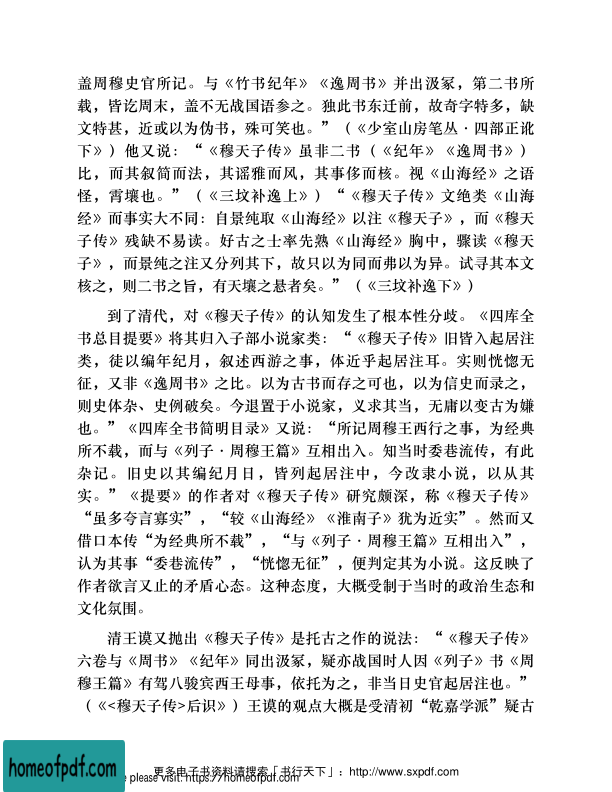 盖周穆史官所记。与《竹书纪年》《逸周书》并出汲冢，第二书所
载，皆讫周末，盖不无战国语参之。独此书东迁前，故奇字特多，缺
文特甚，近或以为伪书，殊可笑也。”（《少室山房笔丛·四部正讹
下》）他又说：“《穆天子传》虽非二书（《纪年》《逸周书》）
比，而其叙简而法，其谣雅而风，其事侈而核。视《山海经》之语
怪，霄壤也。”（《三坟补逸上》）“《穆天子传》文绝类《山海
经》而事实大不同：自景纯取《山海经》以注《穆天子》，而《穆天
子传》残缺不易读。好古之士率先熟《山海经》胸中，骤读《穆天
子》，而景纯之注又分列其下，故只以为同而弗以为异。试寻其本文
核之，则二书之旨，有天壤之悬者矣。”（《三坟补逸下》）
到了清代，对《穆天子传》的认知发生了根本性分歧。《四库全
书总目提要》将其归入子部小说家类：“《穆天子传》旧皆入起居注
类，徒以编年纪月，叙述西游之事，体近乎起居注耳。实则恍惚无
征，又非《逸周书》之比。以为古书而存之可也，以为信史而录之，
则史体杂、史例破矣。今退置于小说家，义求其当，无庸以变古为嫌
也。”《四库全书简明目录》又说：“所记周穆王西行之事，为经典
所不载，而与《列子·周穆王篇》互相出入。知当时委巷流传，有此
杂记。旧史以其编纪月日，皆列起居注中，今改隶小说，以从其
实。”《提要》的作者对《穆天子传》研究颇深，称《穆天子传》
“虽多夸言寡实”，“较《山海经》《淮南子》犹为近实”。然而又
借口本传“为经典所不载”，“与《列子·周穆王篇》互相出入”，
认为其事“委巷流传”，“恍惚无征”，便判定其为小说。这反映了
作者欲言又止的矛盾心态。这种态度，大概受制于当时的政治生态和
文化氛围。
清王谟又抛出《穆天子传》是托古之作的说法：“《穆天子传》
六卷与《周书》《纪年》同出汲冢，疑亦战国时人因《列子》书《周
穆王篇》有驾八骏宾西王母事，依托为之，非当日史官起居注也。”
（《<穆天子传>后识》）王谟的观点大概是受清初“乾嘉学派”疑古
更多电子书资料请搜索「书行天下」：http://www.sxpdf.com
homeofpdf.com
e please visit: https://homeofpdf.com